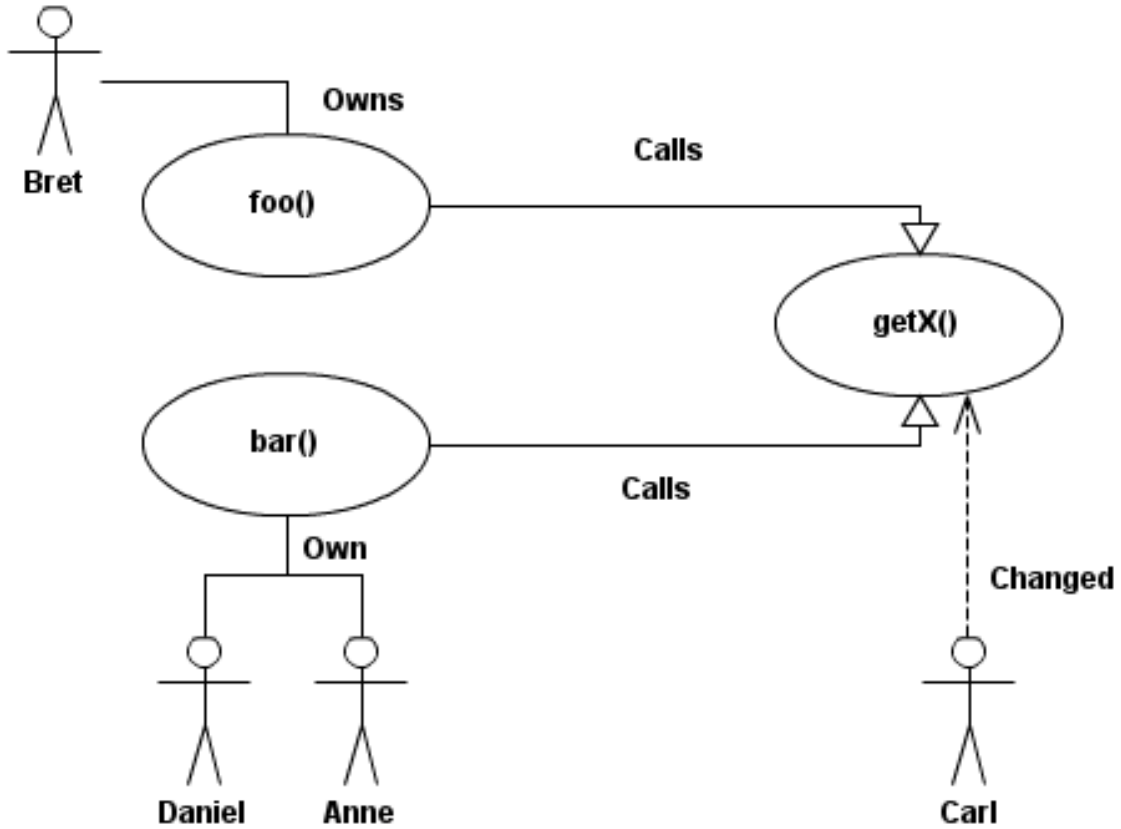 Owns
Calls
Bret
foo()
getX()
bar()
Calls
Own
Changed
Daniel
Anne
Carl